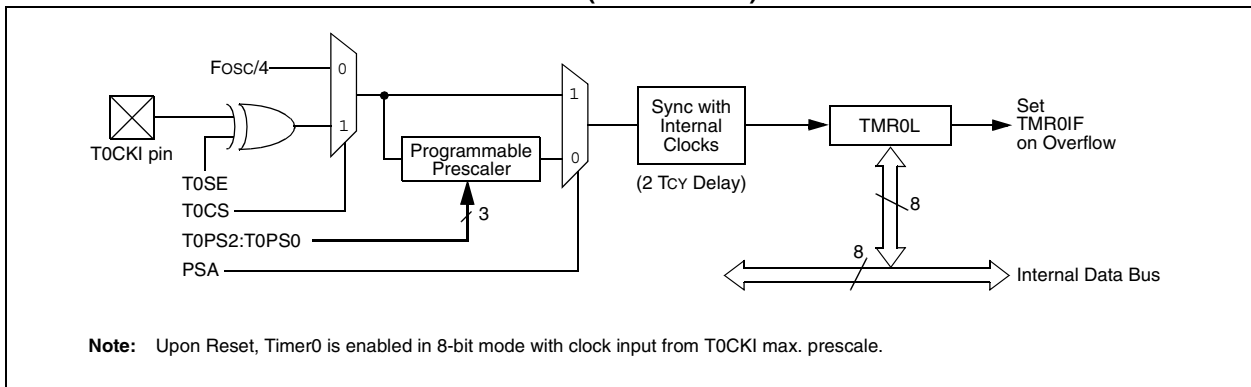 FOSC/4
0
1
T0CKI pin
T0SE
T0CS
T0PS2:T0PS0
PSA
Programmable
Prescaler
3
1
0
Sync with
Internal
Clocks
(2 TCY Delay)
TMR0L
Set
TMR0IF
on Overflow
8
8
Internal Data Bus
Note: Upon Reset, Timer0 is enabled in 8-bit mode with clock input from T0CKI max. prescale.